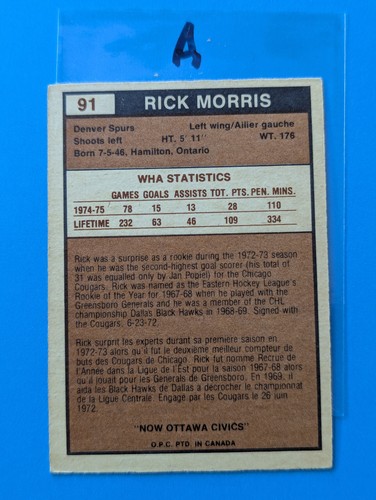 A
91 RICK MORRIS
Denver Spurs Left wing/Ailier gauche
Shoots left HT. 5' 11" WT. 176
Born 7-5-46, Hamilton, Ontario
WHA STATISTICS
GAMES GOALS ASSISTS TOT. PTS. PEN. MINS.
1974-75 78 15 13 28 110
LIFETIME 232 63 46 109 334
Rick was a surprise as a rookie during the 1972-73 season
when he was the second-highest goal scorer (his total of
31 was equalled only by Jan Popiel) for the Chicago
Cougars. Rick was named as the Eastern Hockey League's
Rookie of the Year for 1967-68 when he played with the
Greensboro Generals and he was a member of the CHL
championship Dallas Black Hawks in 1968-69. Signed with
the Cougars: 6-23-72.
Rick surprit les experts durant sa première saison en
1972-73 alors qu'il fut le deuxième meilleur compteur de
buts des Cougars de Chicago. Rick fut nommé Recrue de
l'Année dans la Ligue de l'Est pour la saison 1967-68 alors
qu'il jouait pour les Generals de Greensboro. En 1969, il
aida les Black Hawks de Dallas à décrocher le championnat
de la Ligue Centrale. Engagé par les Cougars le 26 juin
1972.
"NOW OTTAWA CIVICS"
O.P.C. PTD. IN CANADA